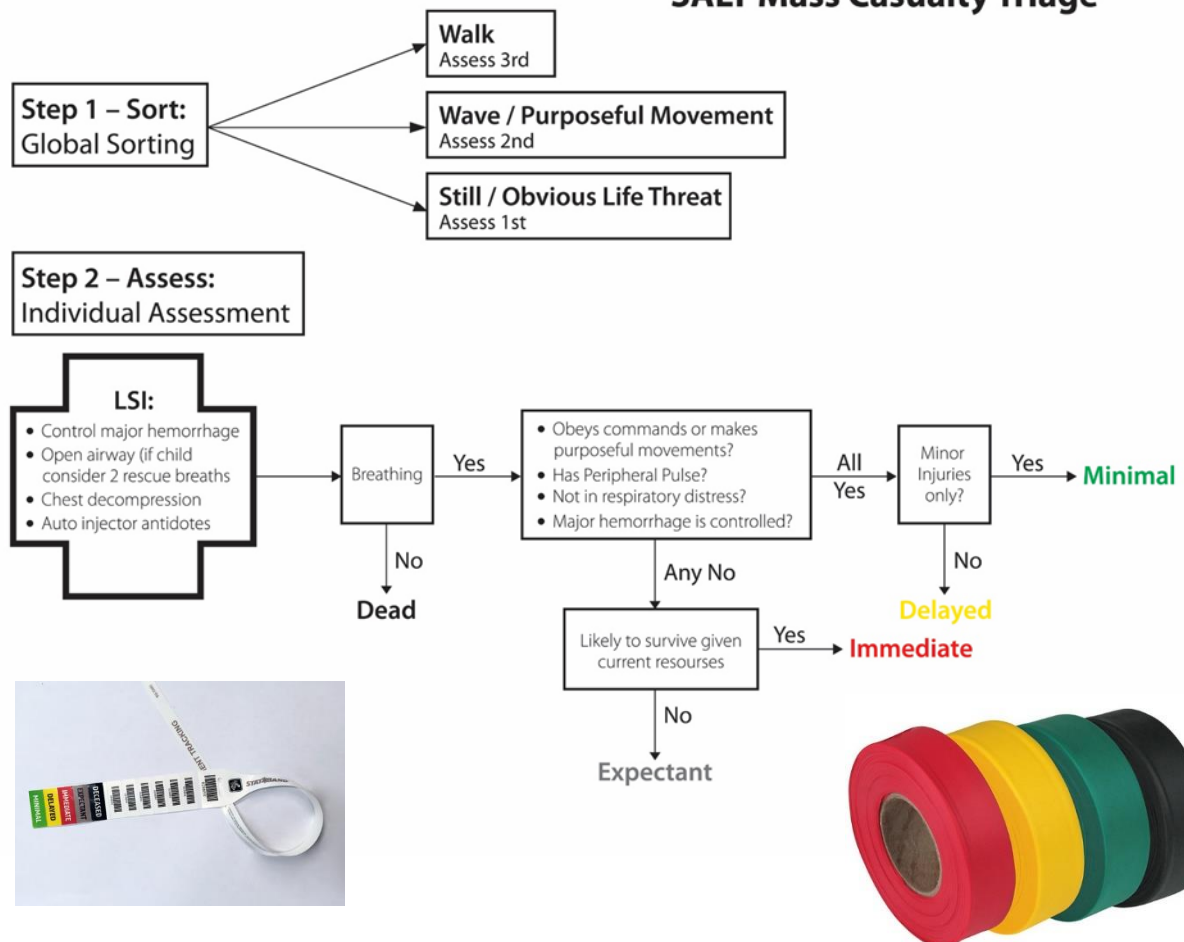 SALT Mass Casualty Triage
Walk
Assess 3rd
Step 1 – Sort:
Global Sorting
Wave / Purposeful Movement
Assess 2nd
Still / Obvious Life Threat
Assess 1st
Step 2 – Assess:
Individual Assessment
LSI:
• Control major hemorrhage
• Open airway (if child
consider 2 rescue breaths
• Chest decompression
• Auto injector antidotes
Breathing
Yes
No
Dead
• Obeys commands or makes
purposeful movements?
• Has Peripheral Pulse?
• Not in respiratory distress?
• Major hemorrhage is controlled?
All
Yes
Minor
Injuries
only?
Yes
Minimal
No
Delayed
Any No
Likely to survive given
current resourses
Yes
Immediate
No
Expectant
ENT TRACKING
MINIMAL
DELAYED
IMMEDIATE
EXPECTANT
DECEASED